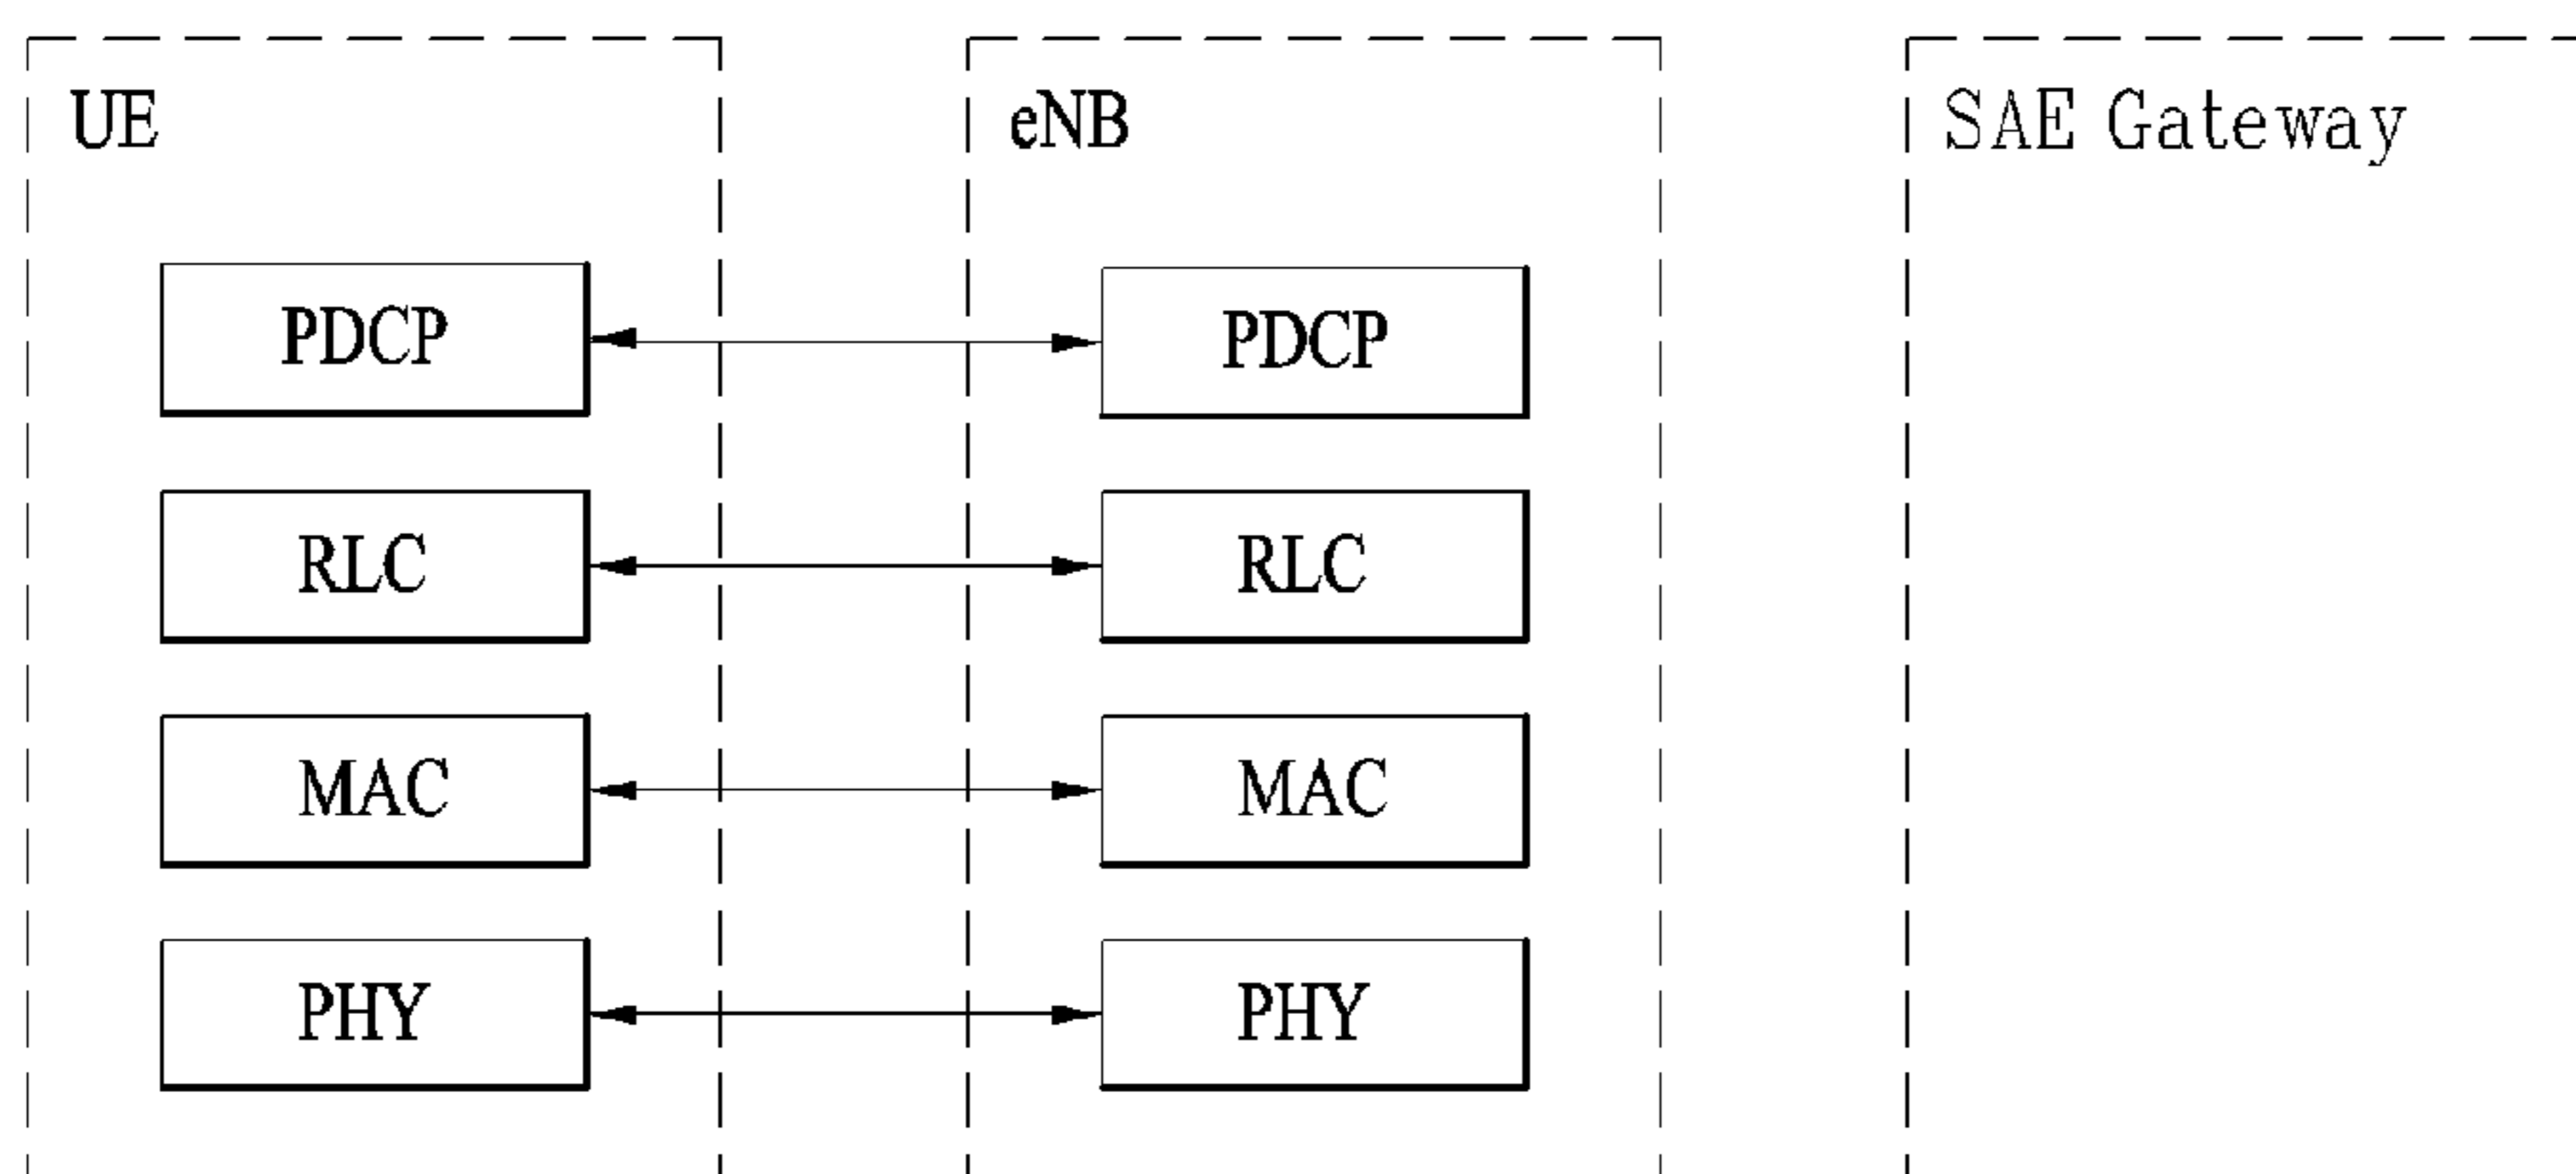 UE
eNB
SAE Gateway
PDCP
PDCP
RLC
RLC
MAC
MAC
PHY
PHY